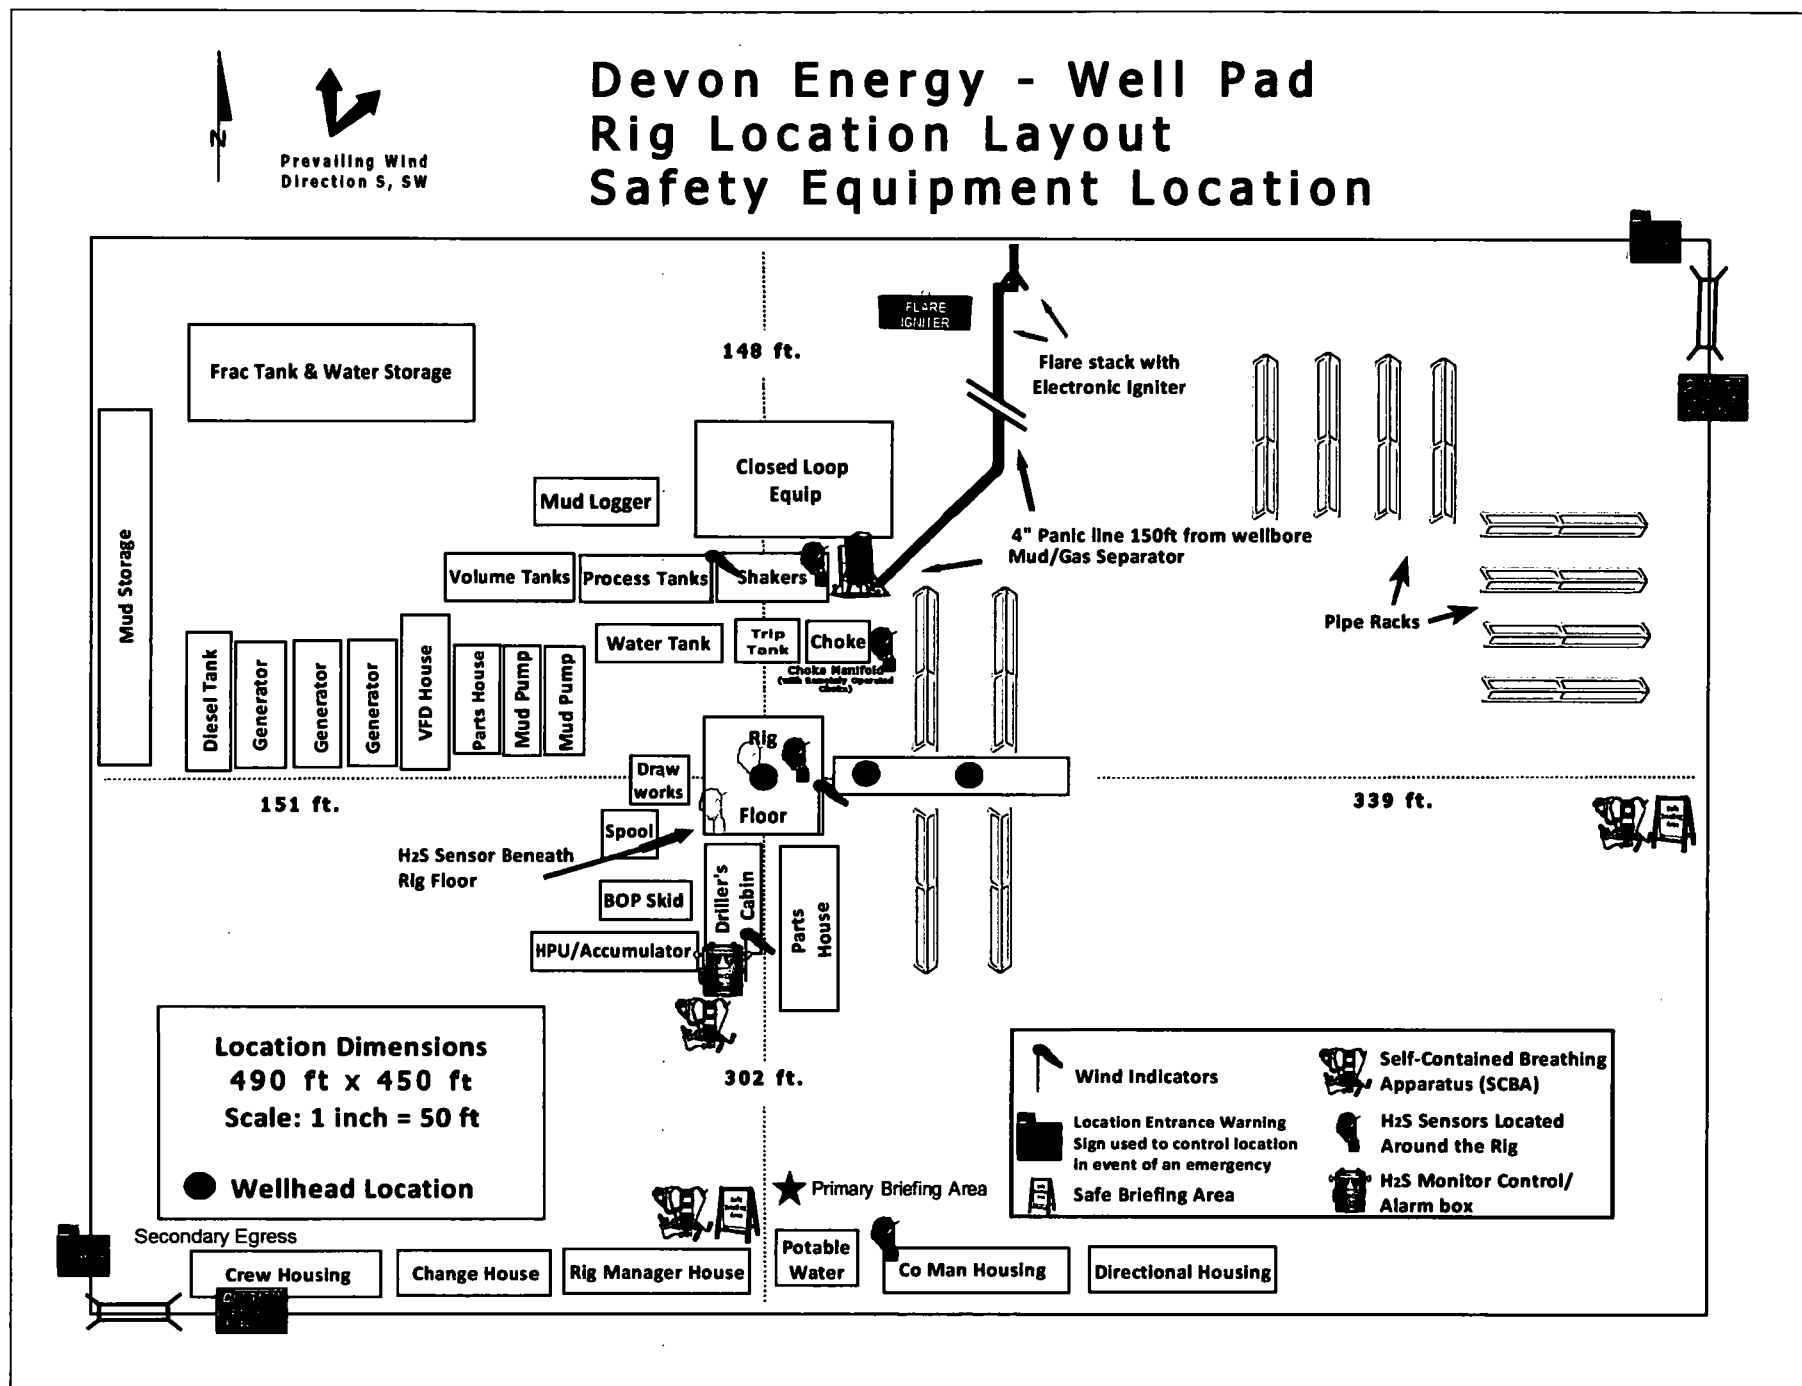 Devon Energy - Well Pad
Rig Location Layout
Safety Equipment Location
N
Prevailing Wind
Direction S, SW
FLARE
IGNITER
148 ft.
Flare stack with
Electronic Igniter
Frac Tank & Water Storage
Closed Loop
Equip
Mud Logger
4" Panic line 150ft from wellbore
Mud/Gas Separator
Mud Storage
Volume Tanks
Process Tanks
Shakers
Pipe Racks
Water Tank
Trip
Tank
Choke
Choke Manifold
(with Remotely Operated
Choke)
Diesel Tank
Generator
Generator
Generator
VFD House
Parts House
Mud Pump
Mud Pump
Rig
Floor
Draw
works
151 ft.
339 ft.
Spool
H2S Sensor Beneath
Rig Floor
BOP Skid
Driller's
Cabin
Parts
House
HPU/Accumulator
Location Dimensions
490 ft x 450 ft
Scale: 1 inch = 50 ft
Wellhead Location
302 ft.
Wind Indicators
Location Entrance Warning
Sign used to control location
in event of an emergency
Safe Briefing Area
Self-Contained Breathing
Apparatus (SCBA)
H2S Sensors Located
Around the Rig
H2S Monitor Control/
Alarm box
Primary Briefing Area
Secondary Egress
Crew Housing
Change House
Rig Manager House
Potable
Water
Co Man Housing
Directional Housing